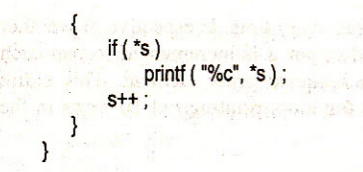 {
if ( *s )
printf ( "%c", *s ) ;
s++ ;
}
}